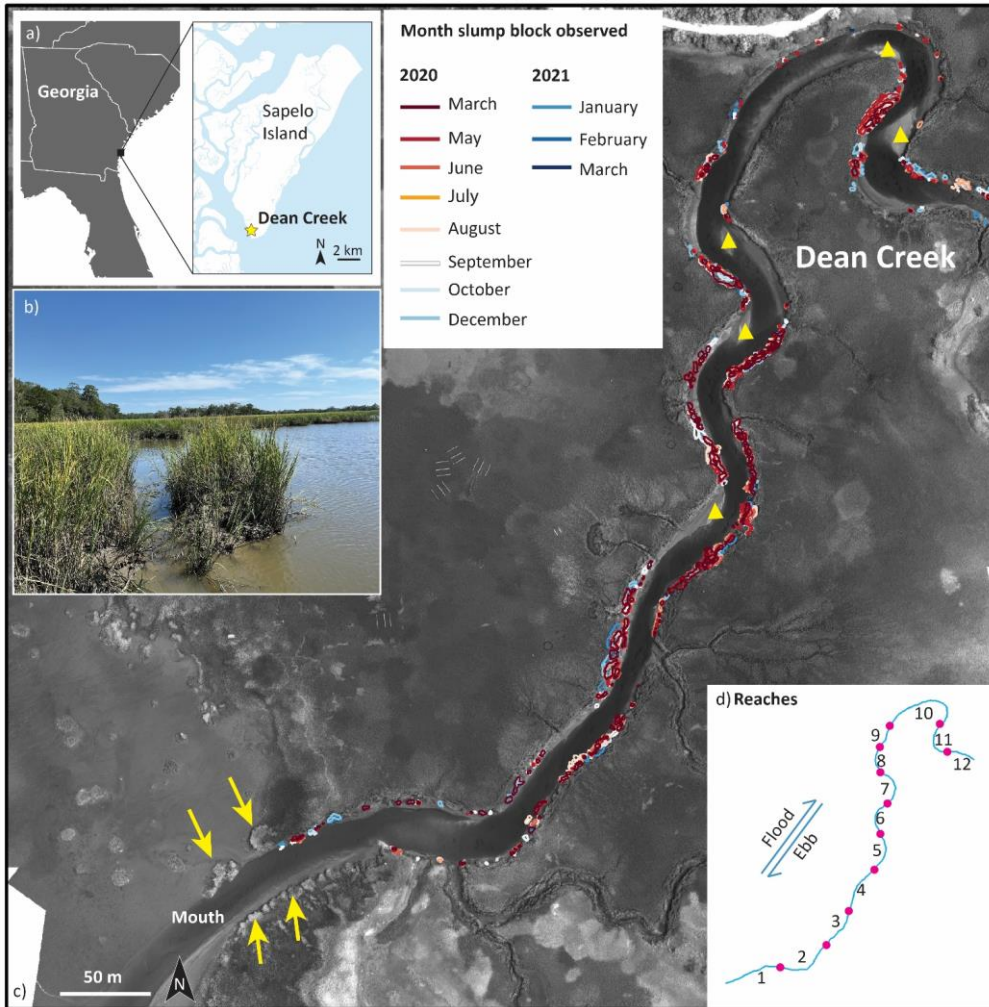 a)
Georgia
Sapelo
Island
Dean Creek
N
2 km
b)
Month slump block observed
2020
March
May
June
July
August
September
October
December
2021
January
February
March
Dean Creek
Mouth
50 m
N
c)
d) Reaches
Flood
Ebb
1
2
3
4
5
6
7
8
9
10
11
12